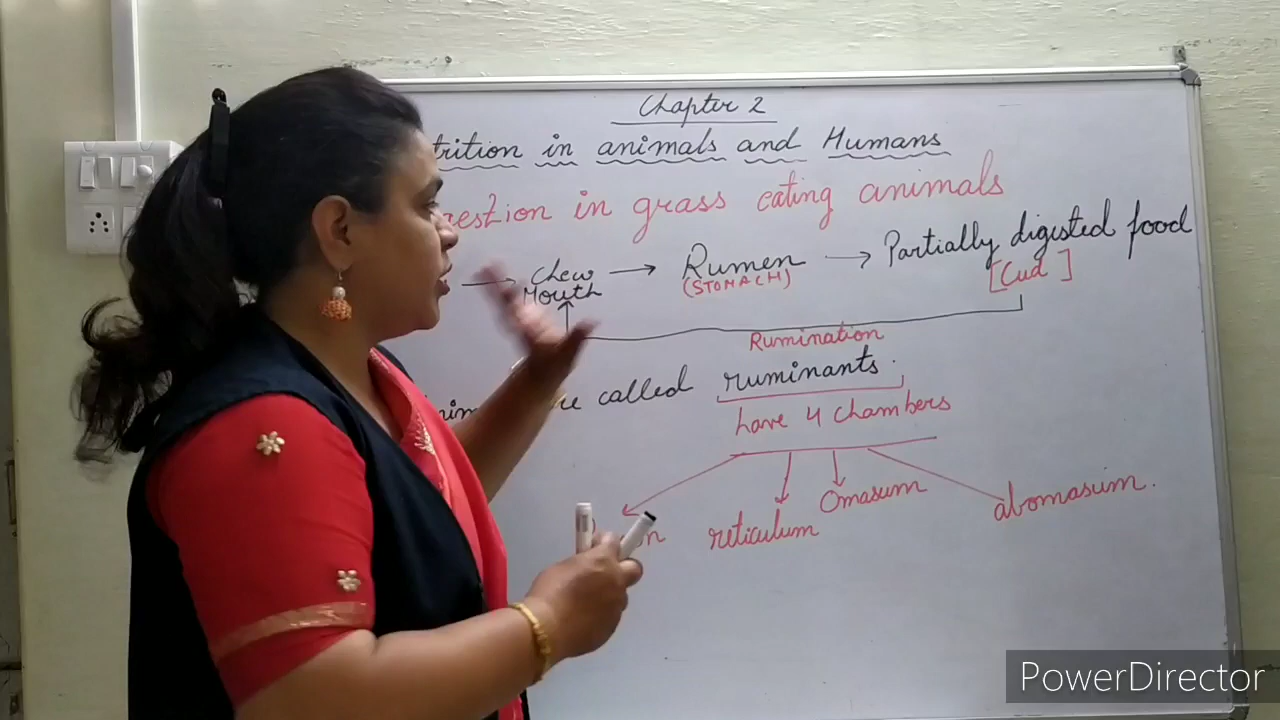 Chapter 2
trition in animals and Humans
gestion in grass eating animals
Chew → Rumen → Partially digested food
Mouth (STOMACH) [Cud]
Rumination
called ruminants.
have 4 chambers
reticulum Omasum abomasum.
PowerDirector